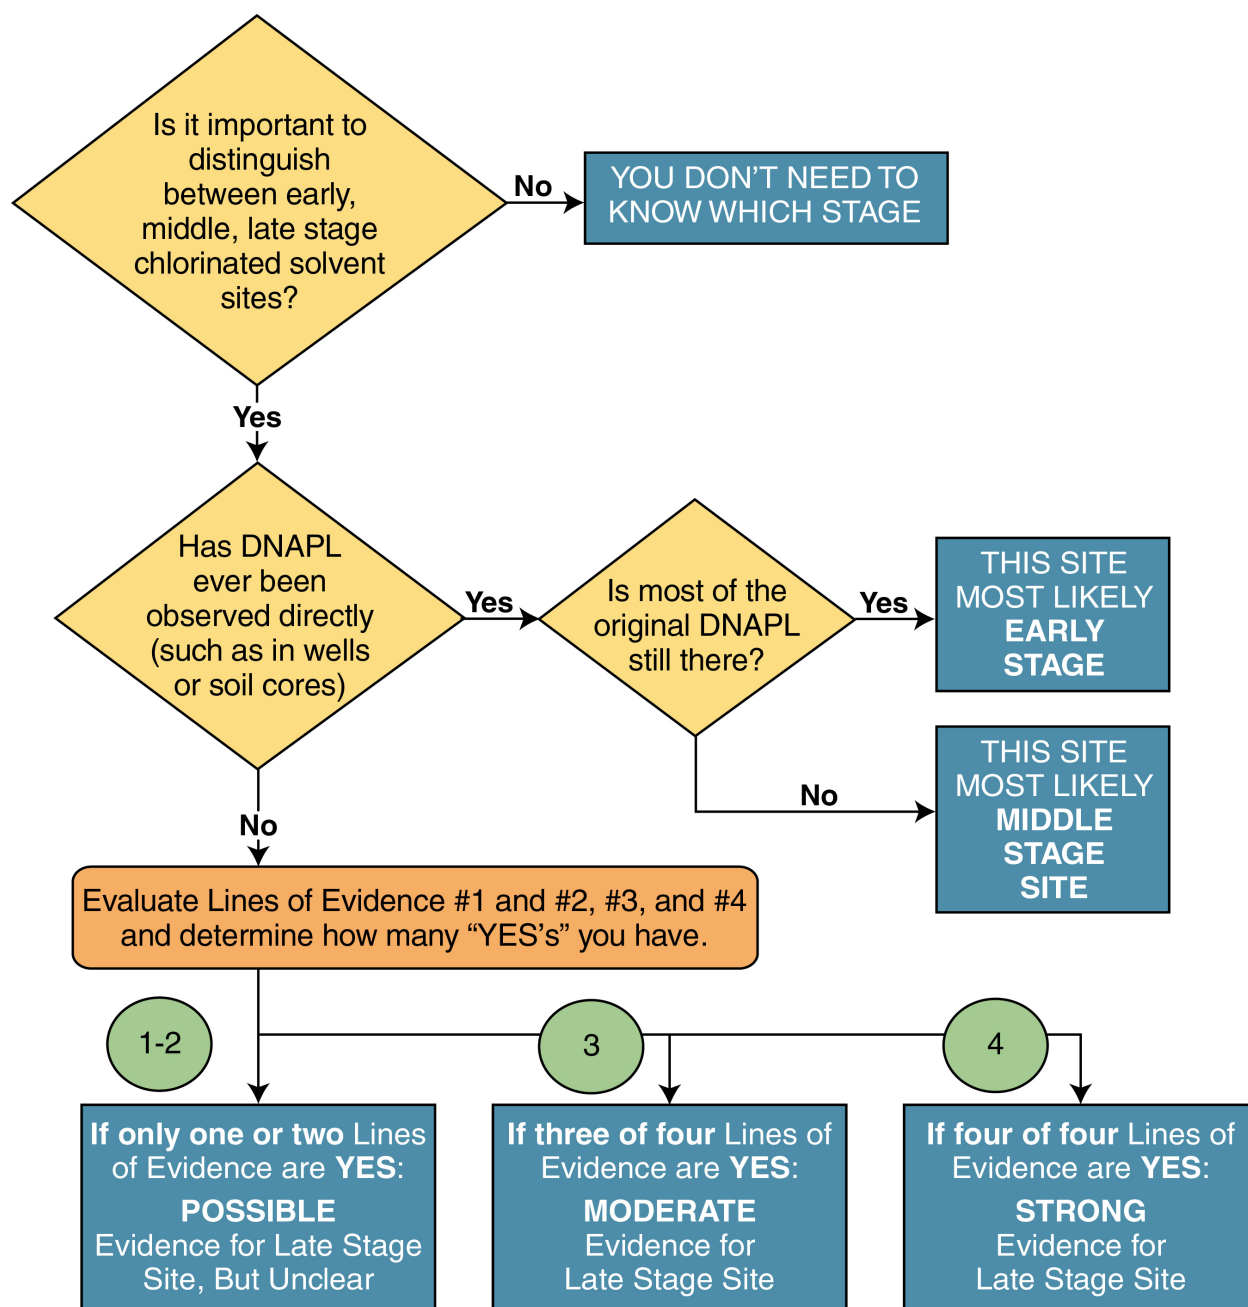 Is it important to
distinguish
between early,
middle, late stage
chlorinated solvent
sites?
No
YOU DON’T NEED TO
KNOW WHICH STAGE
Yes
Has DNAPL
ever been
observed directly
(such as in wells
or soil cores)
Yes
Is most of the
original DNAPL
still there?
Yes
THIS SITE
MOST LIKELY
EARLY
STAGE
No
THIS SITE
MOST LIKELY
MIDDLE
STAGE
SITE
No
Evaluate Lines of Evidence #1 and #2, #3, and #4
and determine how many “YES’s” you have.
1-2
3
4
If only one or two Lines
of Evidence are YES:
POSSIBLE
Evidence for Late Stage
Site, But Unclear
If three of four Lines of
Evidence are YES:
MODERATE
Evidence for
Late Stage Site
If four of four Lines of
Evidence are YES:
STRONG
Evidence for
Late Stage Site